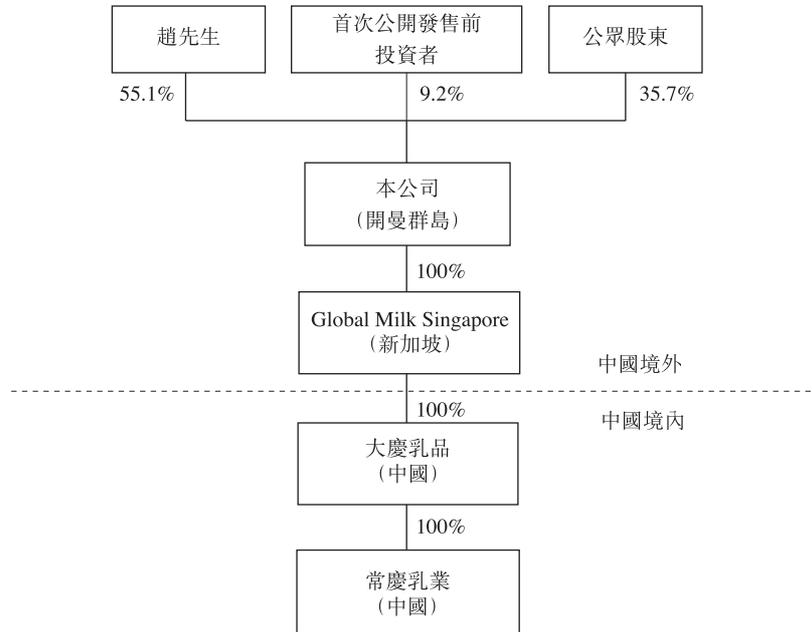 趙先生
首次公開發售前
投資者
公眾股東
55.1%
9.2%
35.7%
本公司
（開曼群島）
100%
Global Milk Singapore
（新加坡）
中國境外
100%
中國境內
大慶乳品
（中國）
100%
常慶乳業
（中國）